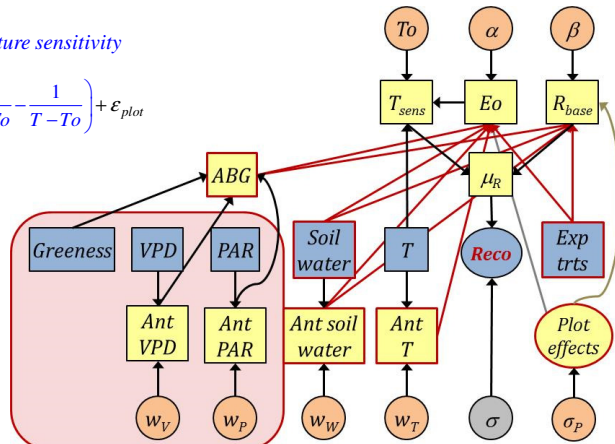 ture sensitivity
1
− ─── ) + ε_plot
T − To
To
α
β
T_sens
Eo
R_base
ABG
μ_R
Greeness
VPD
PAR
Soil
water
T
Reco
Exp
trts
Ant
VPD
Ant
PAR
Ant soil
water
Ant
T
Plot
effects
w_V
w_P
w_W
w_T
σ
σ_P